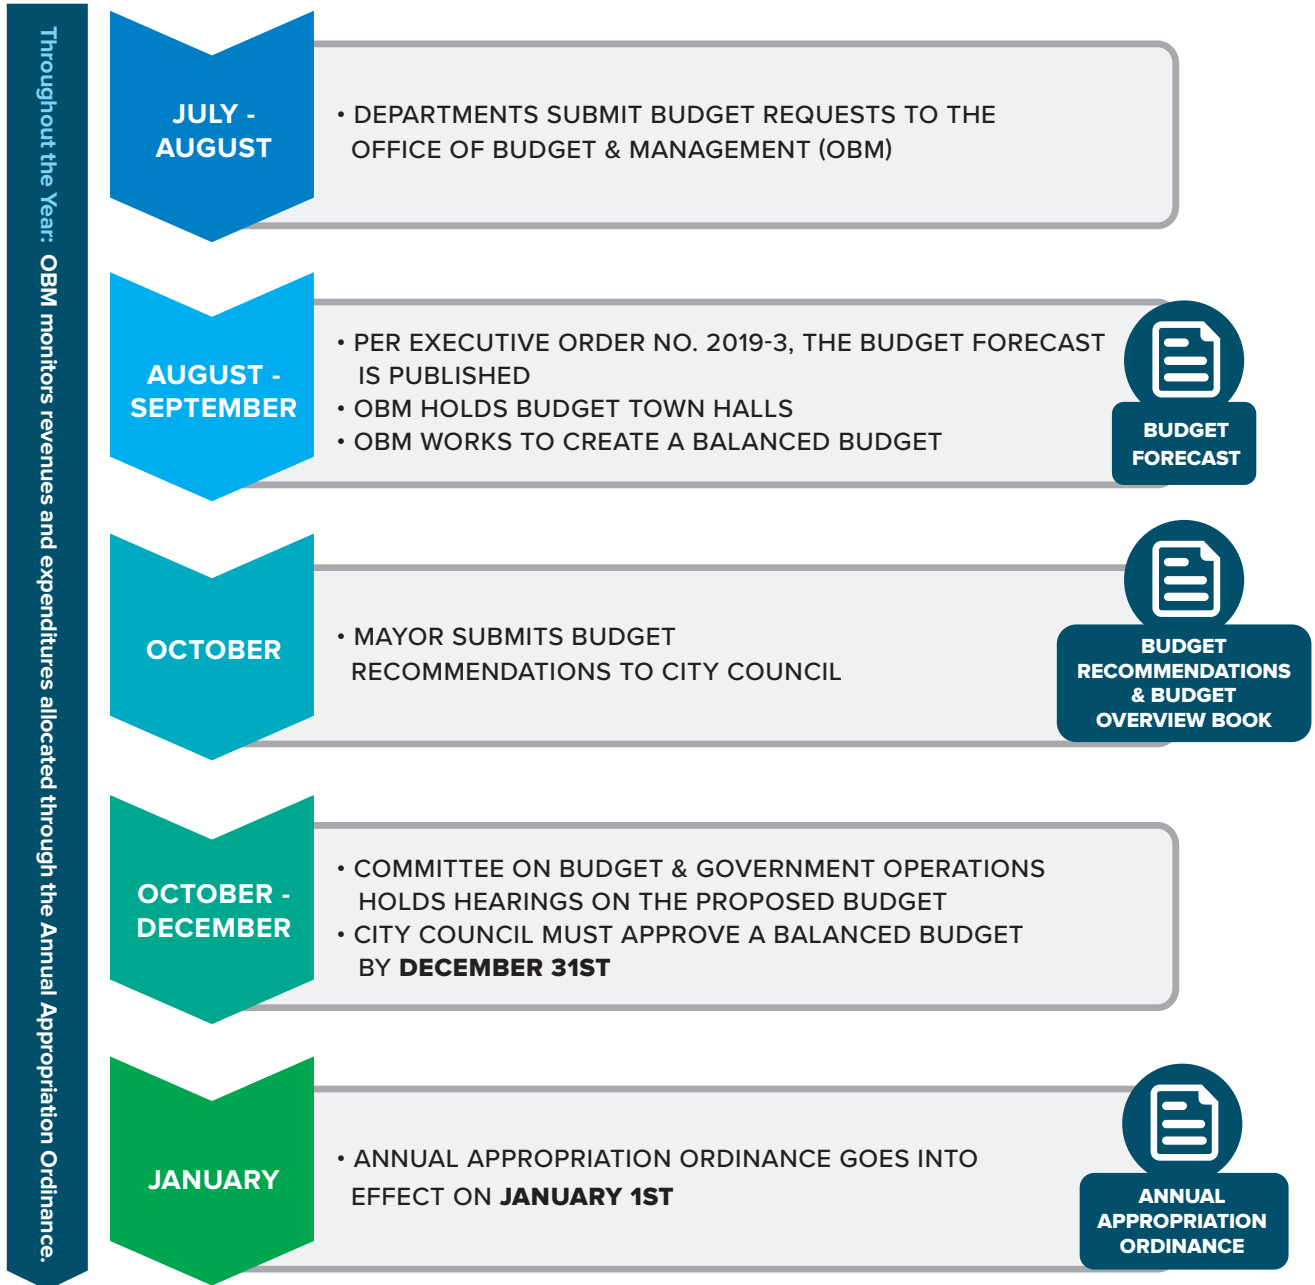 Throughout the Year: OBM monitors revenues and expenditures allocated through the Annual Appropriation Ordinance.
JULY -
AUGUST
• DEPARTMENTS SUBMIT BUDGET REQUESTS TO THE
OFFICE OF BUDGET & MANAGEMENT (OBM)
AUGUST -
SEPTEMBER
• PER EXECUTIVE ORDER NO. 2019-3, THE BUDGET FORECAST
IS PUBLISHED
• OBM HOLDS BUDGET TOWN HALLS
• OBM WORKS TO CREATE A BALANCED BUDGET
BUDGET
FORECAST
OCTOBER
• MAYOR SUBMITS BUDGET
RECOMMENDATIONS TO CITY COUNCIL
BUDGET
RECOMMENDATIONS
& BUDGET
OVERVIEW BOOK
OCTOBER -
DECEMBER
• COMMITTEE ON BUDGET & GOVERNMENT OPERATIONS
HOLDS HEARINGS ON THE PROPOSED BUDGET
• CITY COUNCIL MUST APPROVE A BALANCED BUDGET
BY DECEMBER 31ST
JANUARY
• ANNUAL APPROPRIATION ORDINANCE GOES INTO
EFFECT ON JANUARY 1ST
ANNUAL
APPROPRIATION
ORDINANCE